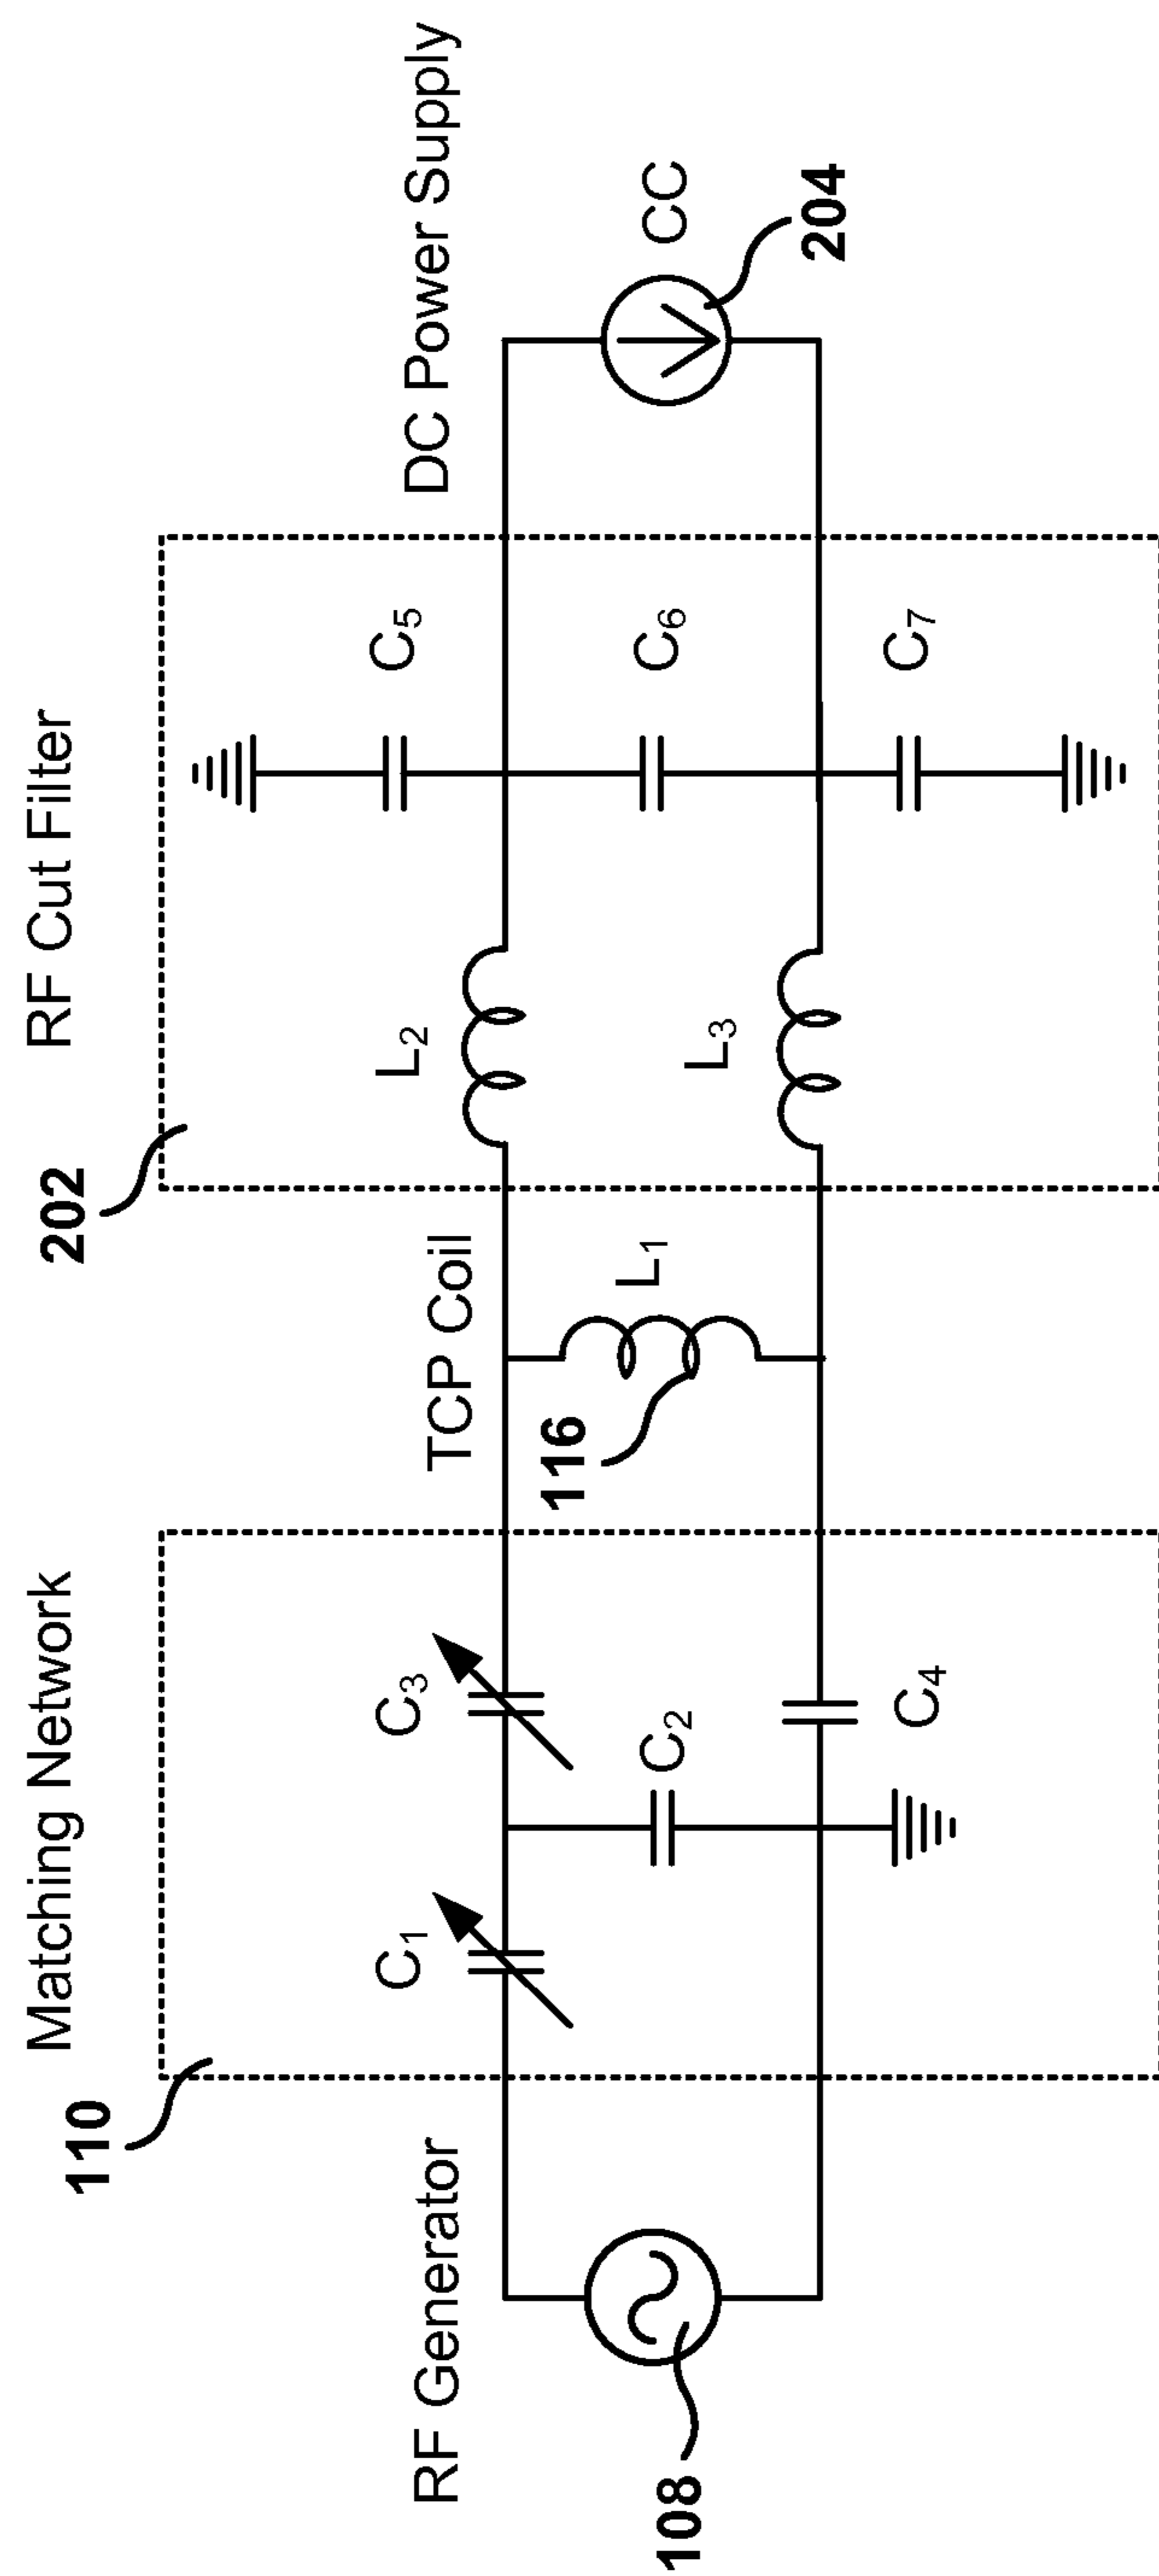 Matching Network
RF Cut Filter
110
202
RF Generator
TCP Coil
DC Power Supply
C1
C3
L2
C5
116
L1
C2
C6
CC
108
L3
204
C4
C7